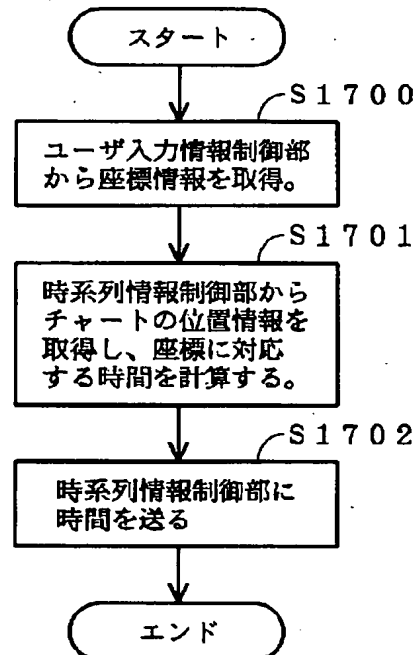 スタート
S1700
ユーザ入力情報制御部
から座標情報を取得。
S1701
時系列情報制御部から
チャートの位置情報を
取得し、座標に対応
する時間を計算する。
S1702
時系列情報制御部に
時間を送る
エンド